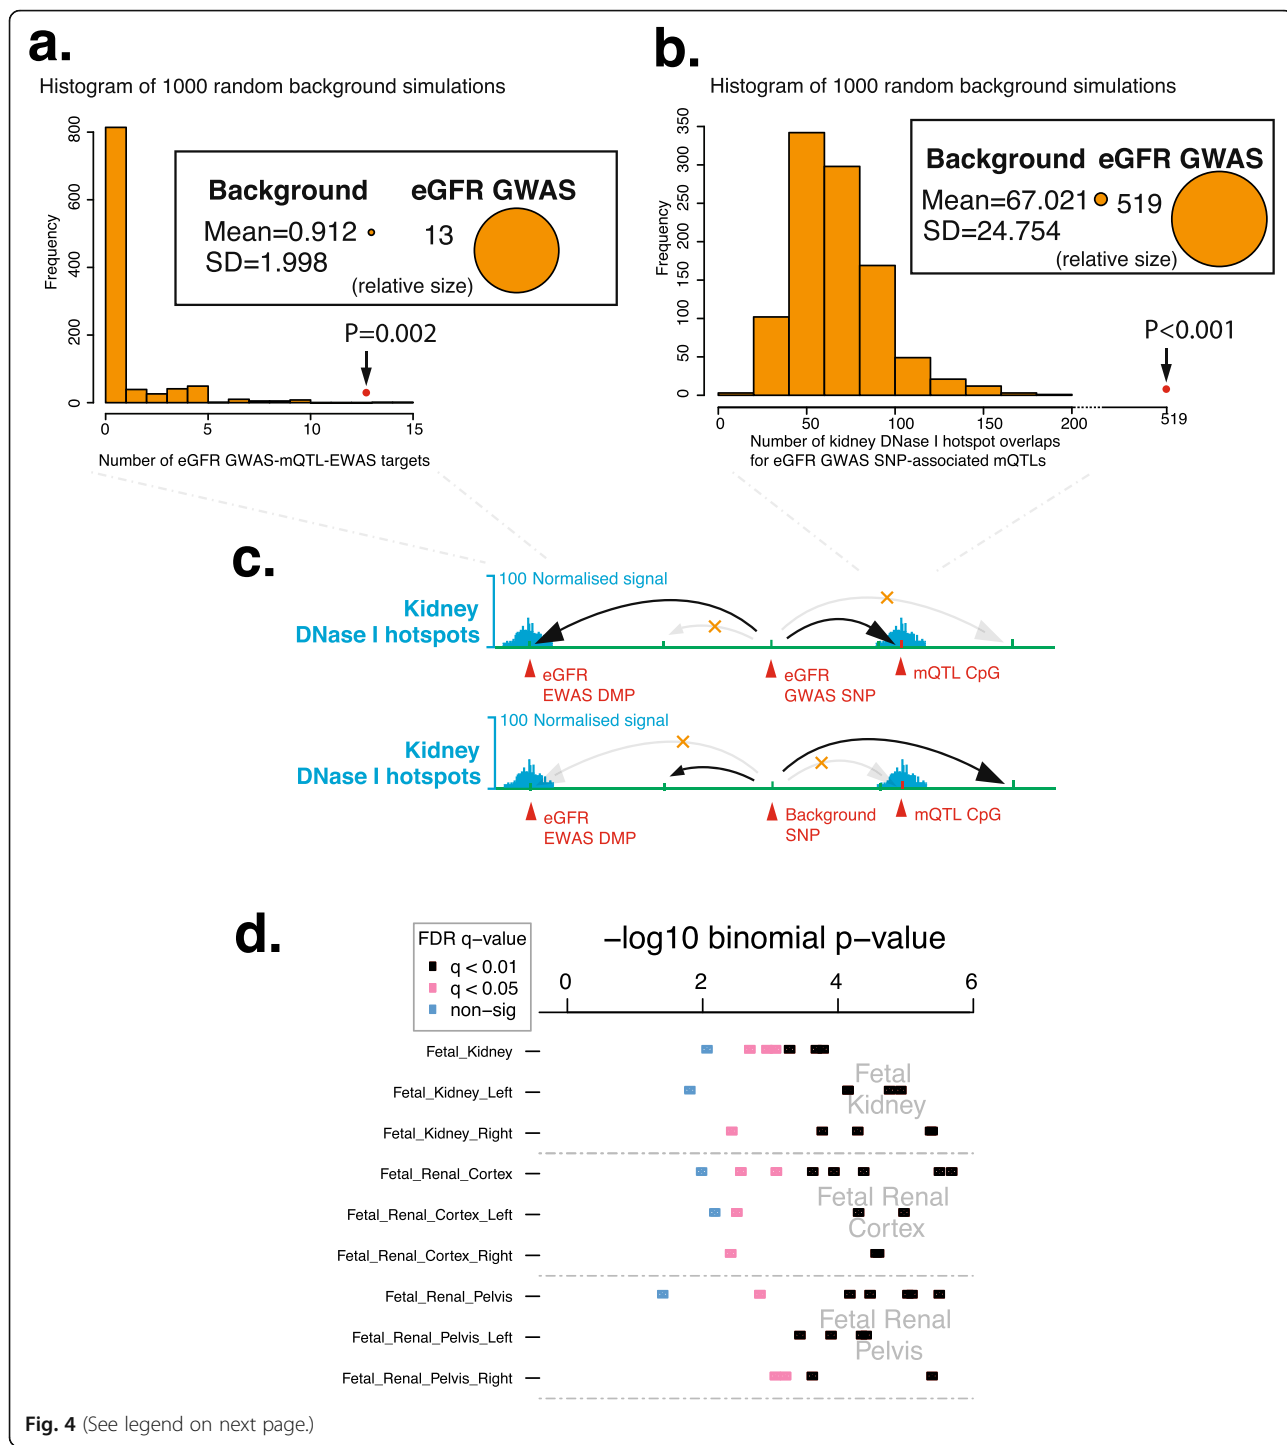 a.
Histogram of 1000 random background simulations
Frequency
0
200
400
600
800
Background
eGFR GWAS
Mean=0.912
13
SD=1.998
(relative size)
P=0.002
0
5
10
15
Number of eGFR GWAS-mQTL-EWAS targets
b.
Histogram of 1000 random background simulations
Frequency
0
50
100
150
200
250
300
350
Background
eGFR GWAS
Mean=67.021
519
SD=24.754
(relative size)
P<0.001
0
50
100
150
200
519
Number of kidney DNase I hotspot overlaps
for eGFR GWAS SNP-associated mQTLs
c.
100 Normalised signal
Kidney
DNase I hotspots
eGFR
EWAS DMP
eGFR
GWAS SNP
mQTL CpG
100 Normalised signal
Kidney
DNase I hotspots
eGFR
EWAS DMP
Background
SNP
mQTL CpG
d.
FDR q−value
q < 0.01
q < 0.05
non−sig
−log10 binomial p−value
0
2
4
6
Fetal_Kidney
Fetal_Kidney_Left
Fetal_Kidney_Right
Fetal
Kidney
Fetal_Renal_Cortex
Fetal_Renal_Cortex_Left
Fetal_Renal_Cortex_Right
Fetal Renal
Cortex
Fetal_Renal_Pelvis
Fetal_Renal_Pelvis_Left
Fetal_Renal_Pelvis_Right
Fetal Renal
Pelvis
Fig. 4 (See legend on next page.)